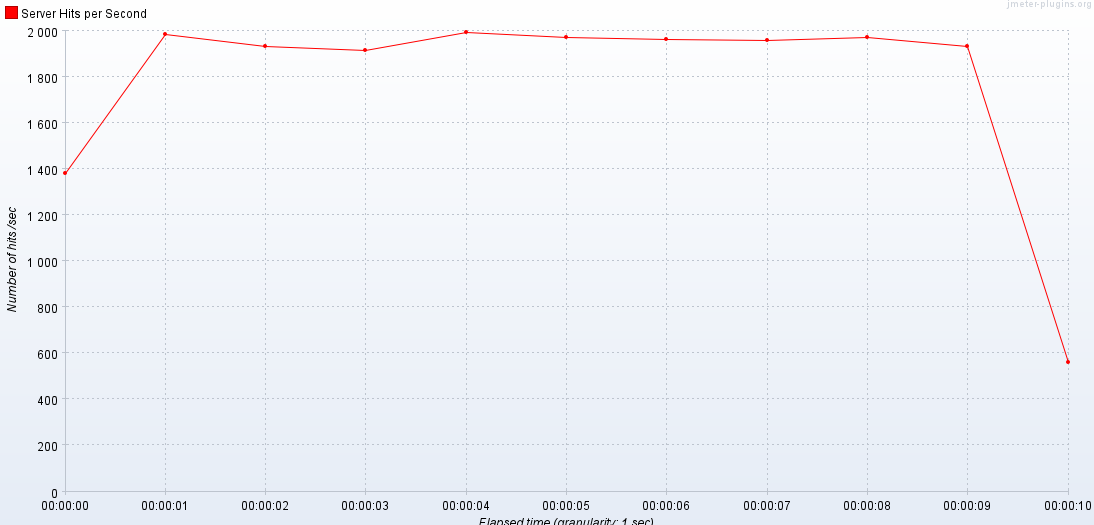 jmeter-plugins.org
Server Hits per Second
2 000
1 800
1 600
1 400
1 200
1 000
800
600
400
200
0
Number of hits /sec
00:00:00 00:00:01 00:00:02 00:00:03 00:00:04 00:00:05 00:00:06 00:00:07 00:00:08 00:00:09 00:00:10
Elapsed time (granularity: 1 sec)